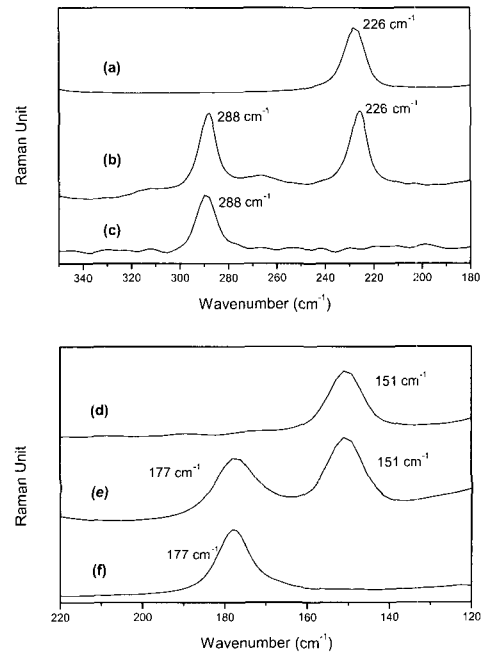 226 cm⁻¹
(a)
288 cm⁻¹
226 cm⁻¹
(b)
288 cm⁻¹
(c)
Raman Unit
340 320 300 280 260 240 220 200 180
Wavenumber (cm⁻¹)
151 cm⁻¹
(d)
177 cm⁻¹
151 cm⁻¹
(e)
177 cm⁻¹
(f)
Raman Unit
220 200 180 160 140 120
Wavenumber (cm⁻¹)